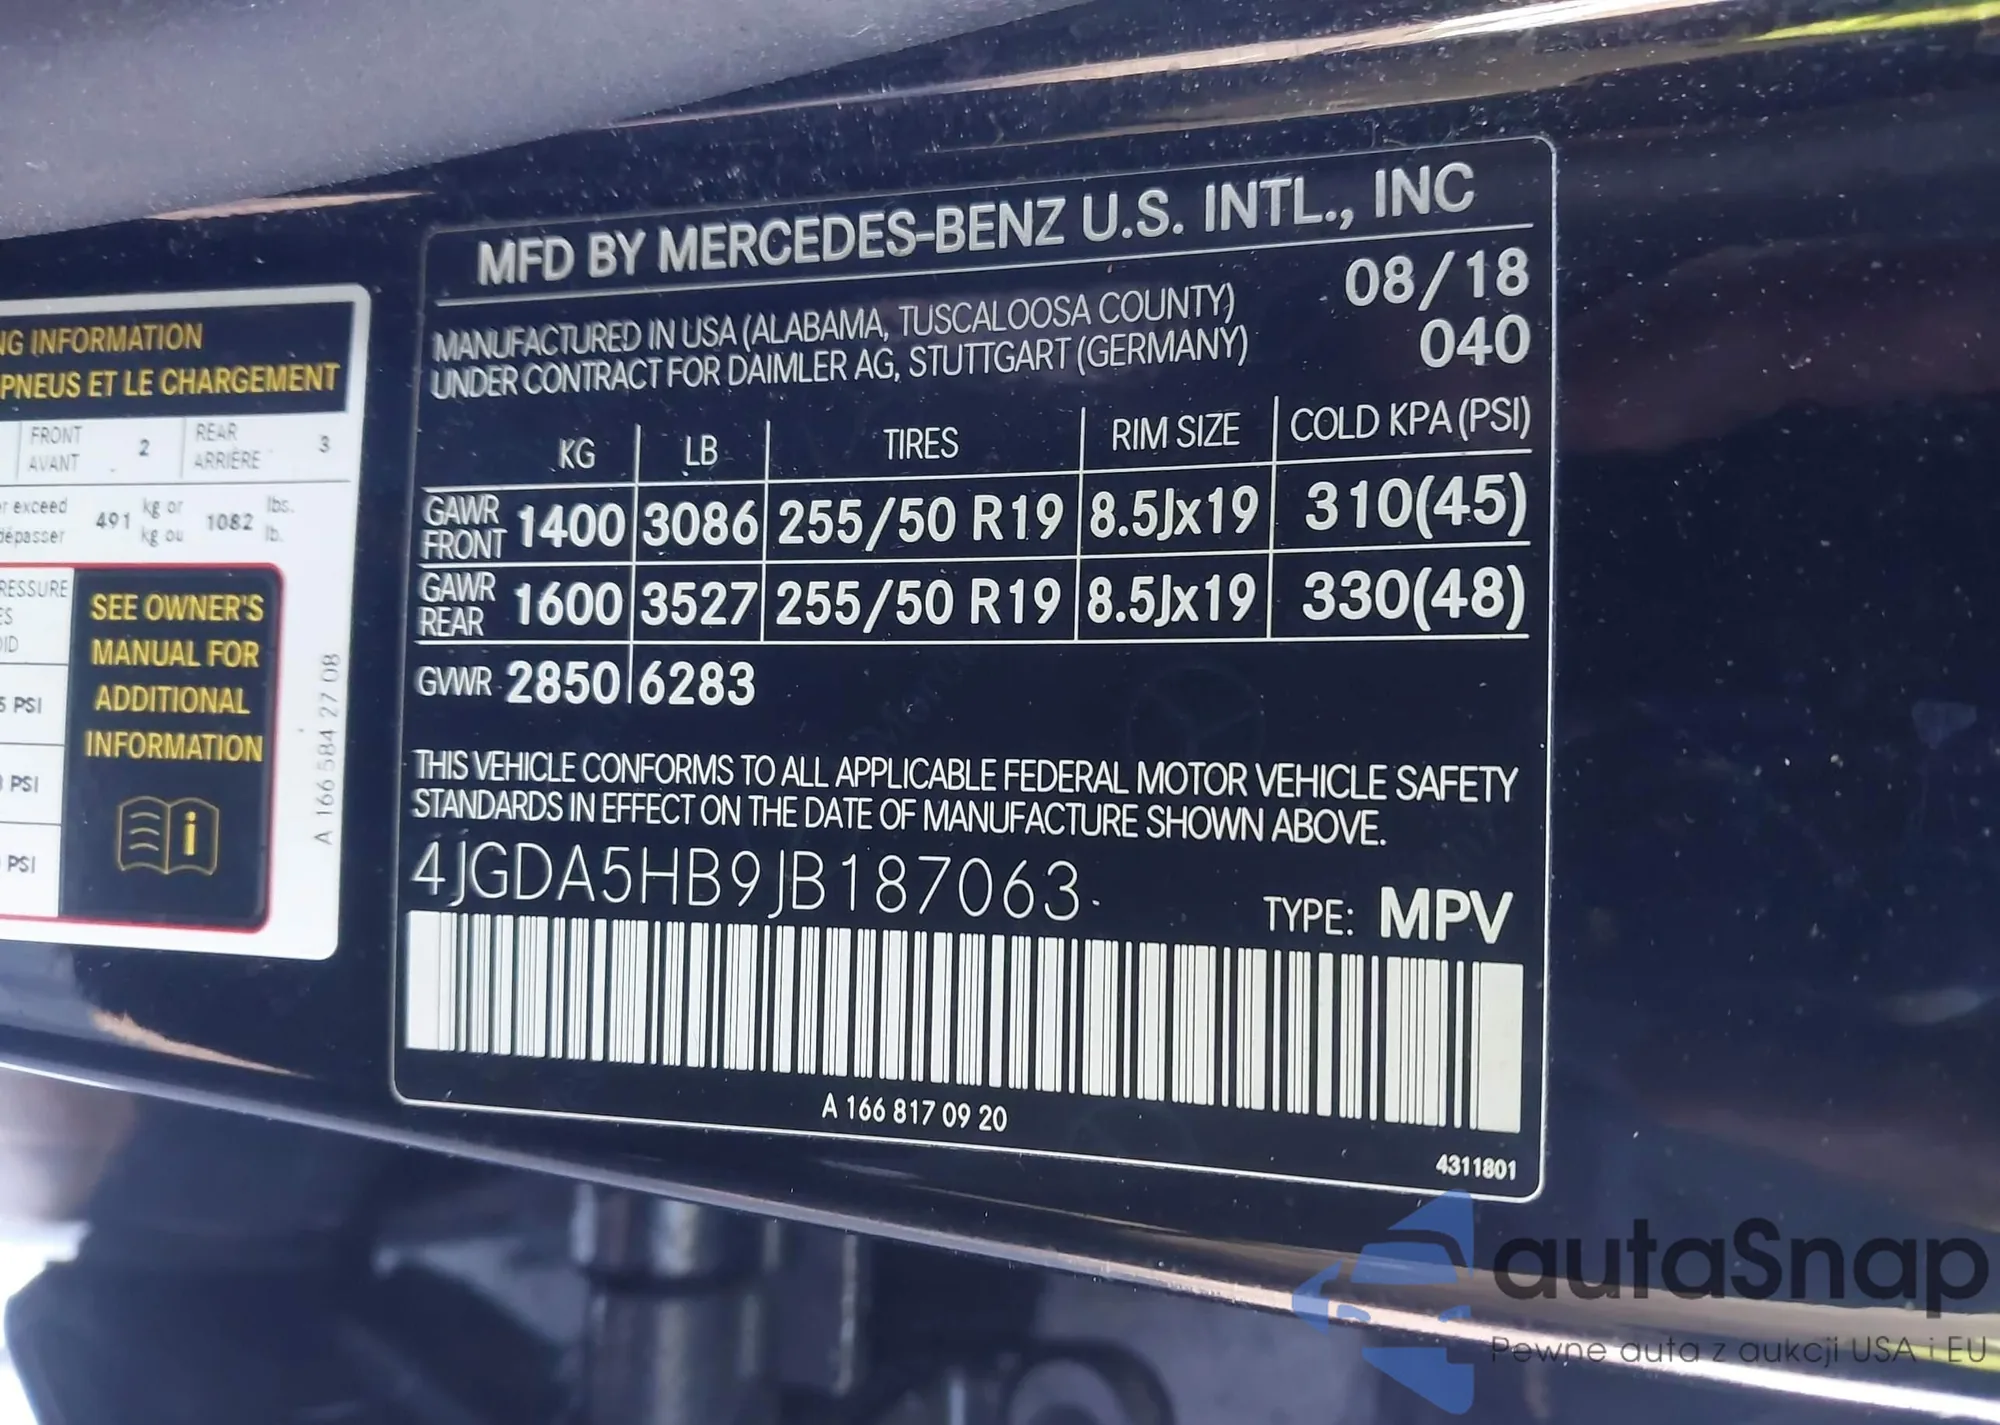 NG INFORMATION
PNEUS ET LE CHARGEMENT
FRONT 2 REAR 3
AVANT ARRIÈRE
exceed 491 kg or 1082 lbs.
dépasser kg ou lb.
SEE OWNER'S
MANUAL FOR
ADDITIONAL
INFORMATION
PSI
PSI
PSI
A 166 584 27 08
MFD BY MERCEDES-BENZ U.S. INTL., INC
MANUFACTURED IN USA (ALABAMA, TUSCALOOSA COUNTY) 08/18
UNDER CONTRACT FOR DAIMLER AG, STUTTGART (GERMANY) 040
KG LB TIRES RIM SIZE COLD KPA (PSI)
GAWR FRONT 1400 3086 255/50 R19 8.5Jx19 310(45)
GAWR REAR 1600 3527 255/50 R19 8.5Jx19 330(48)
GVWR 2850 6283
THIS VEHICLE CONFORMS TO ALL APPLICABLE FEDERAL MOTOR VEHICLE SAFETY
STANDARDS IN EFFECT ON THE DATE OF MANUFACTURE SHOWN ABOVE.
4JGDA5HB9JB187063
TYPE: MPV
A 166 817 09 20
4311801
autaSnap
Pewne auta z aukcji USA i EU